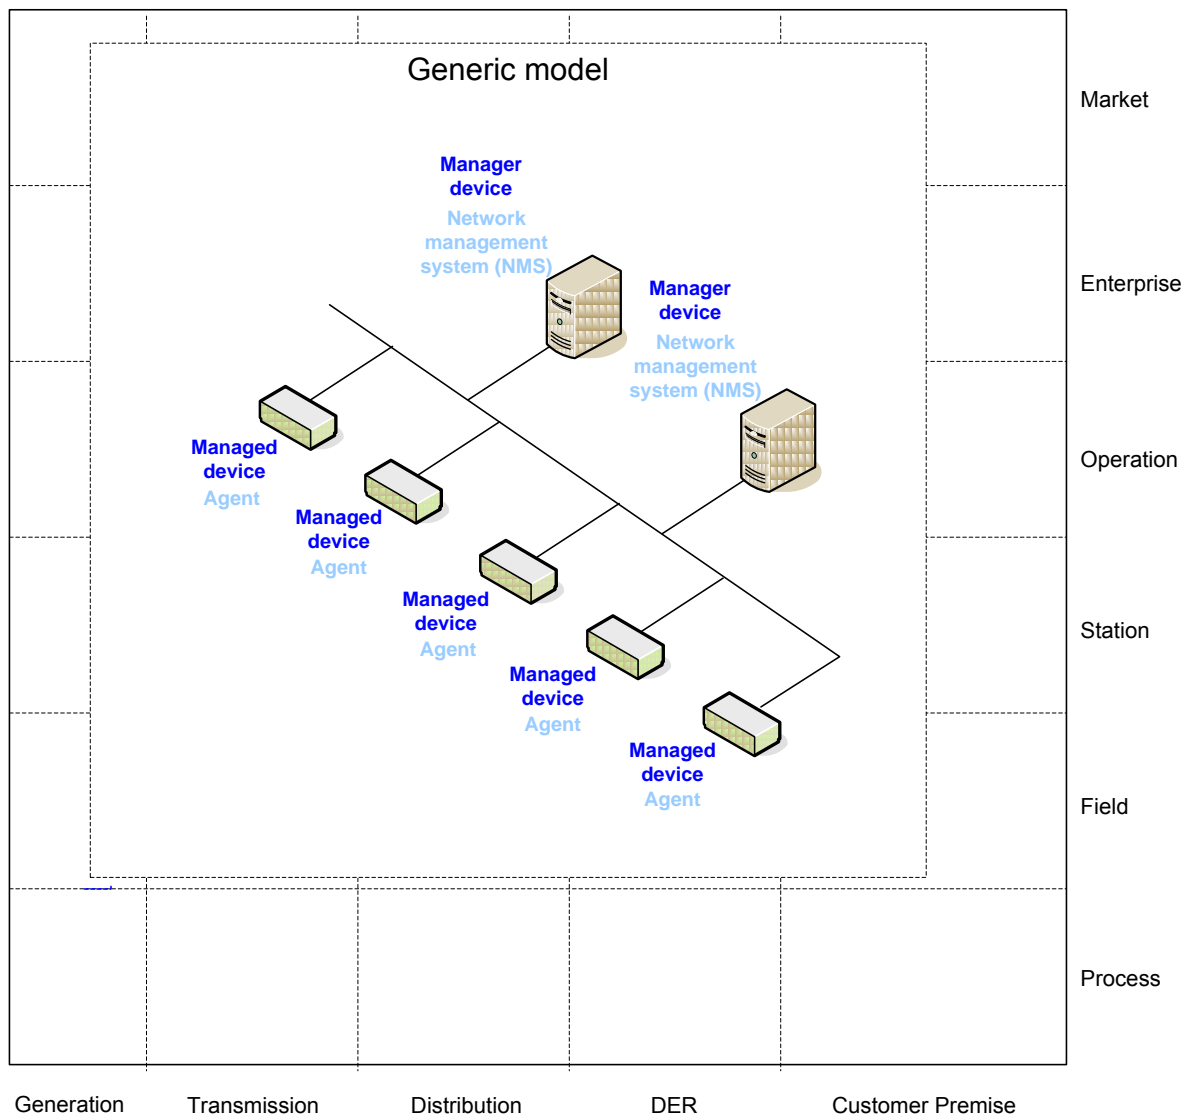 Generic model
Market
Manager
device
Network
management
system (NMS)
Enterprise
Manager
device
Network
management
system (NMS)
Managed
device
Agent
Operation
Managed
device
Agent
Managed
device
Agent
Station
Managed
device
Agent
Managed
device
Agent
Field
Process
Generation
Transmission
Distribution
DER
Customer Premise